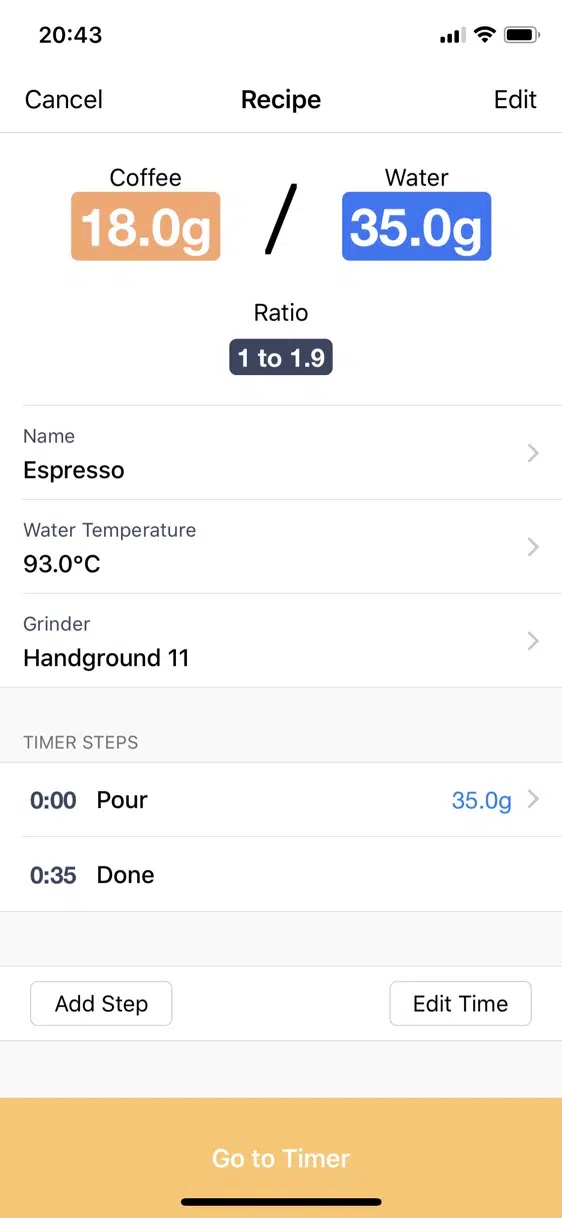 20:43
Cancel Recipe Edit
Coffee Water
18.0g / 35.0g
Ratio
1 to 1.9
Name
Espresso
Water Temperature
93.0°C
Grinder
Handground 11
TIMER STEPS
0:00 Pour 35.0g
0:35 Done
Add Step Edit Time
Go to Timer